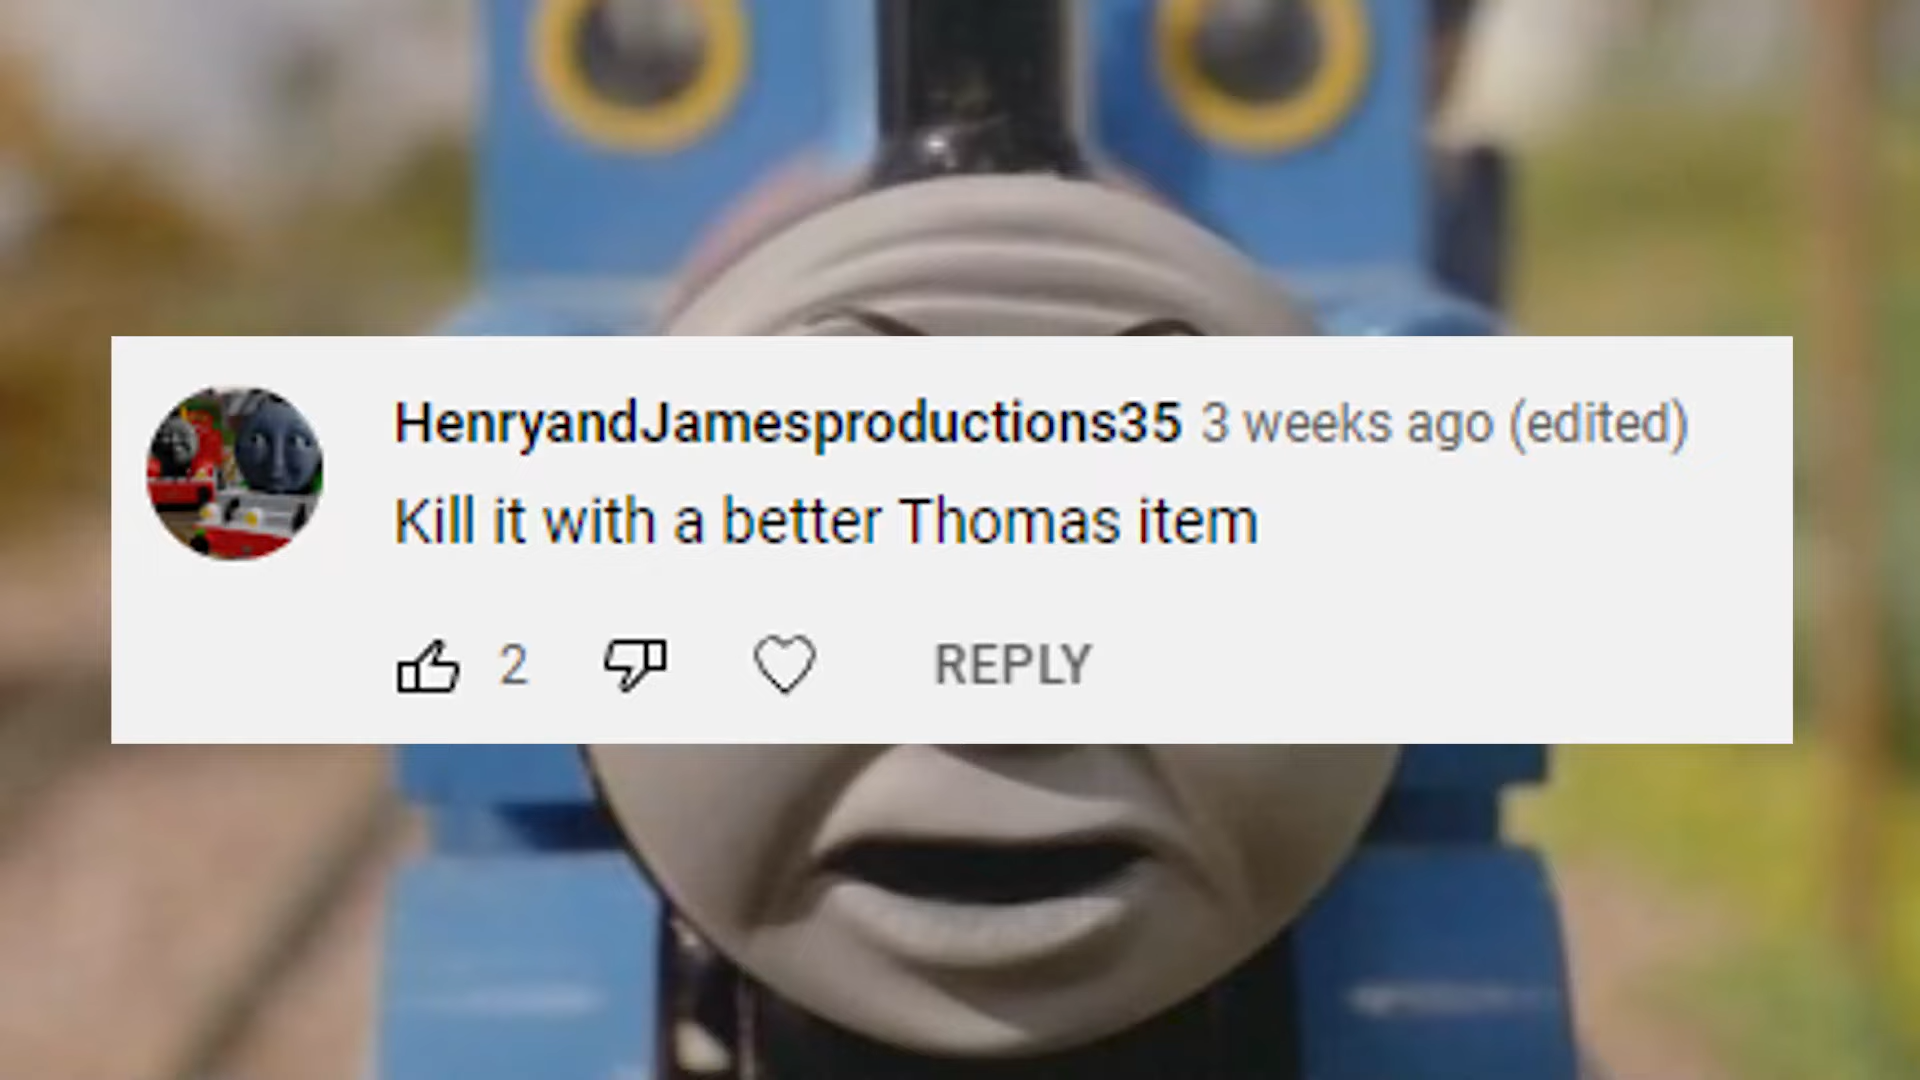 HenryandJamesproductions35 3 weeks ago (edited)
Kill it with a better Thomas item
2 REPLY